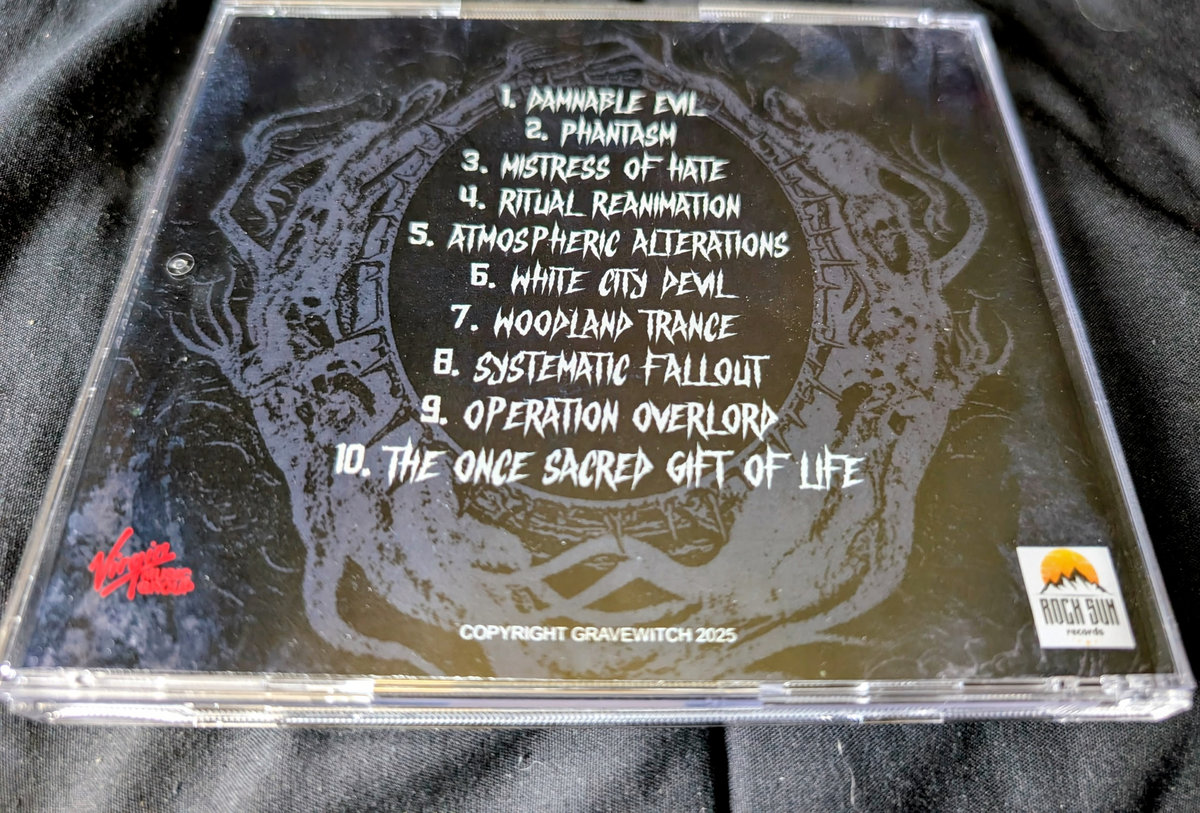 1. DAMNABLE EVIL
2. PHANTASM
3. MISTRESS OF HATE
4. RITUAL REANIMATION
5. ATMOSPHERIC ALTERATIONS
6. WHITE CITY DEVIL
7. WOODLAND TRANCE
8. SYSTEMATIC FALLOUT
9. OPERATION OVERLORD
10. THE ONCE SACRED GIFT OF LIFE
Virgin
GROUP
COPYRIGHT GRAVEWITCH 2025
ROCK SUN
records